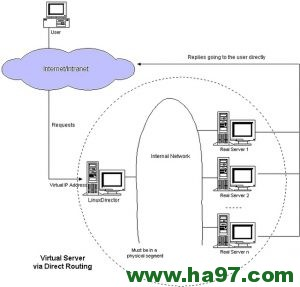 User
Replies going to the user directly
Internet/Intranet
Requests
Internal Network
Real Server 1
Virtual IP Address
LinuxDirector
Real Server 2
Real Server n
Must be in a
physical segment
Virtual Server
via Direct Routing
www.ha97.com